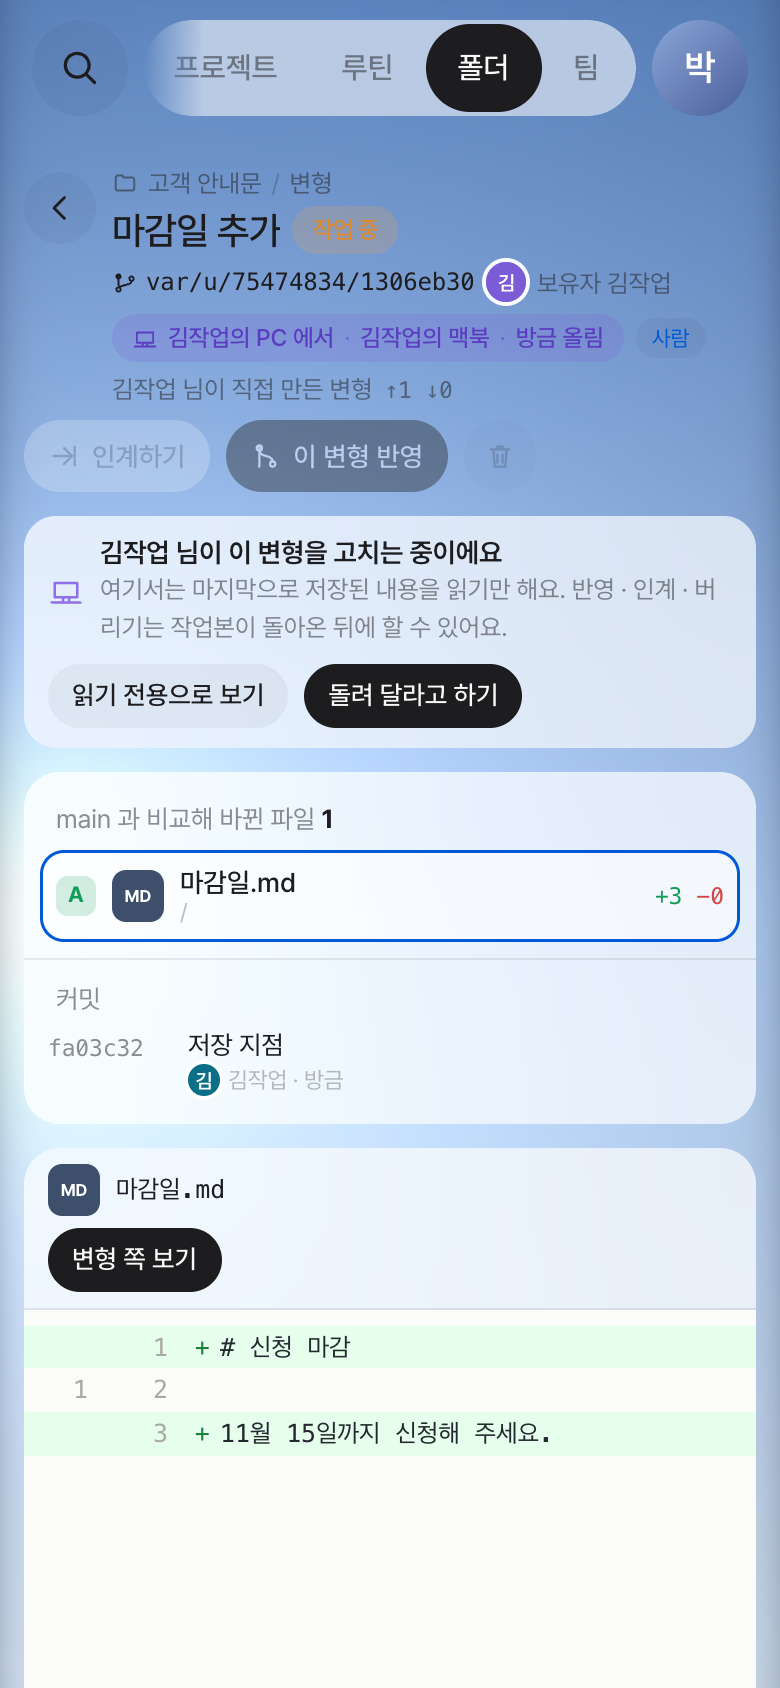 프로젝트 루틴 폴더 팀 박
고객 안내문 / 변형
마감일 추가 작업 중
var/u/75474834/1306eb30 김 보유자 김작업
김작업의 PC 에서 · 김작업의 맥북 · 방금 올림 사람
김작업 님이 직접 만든 변형 ↑1 ↓0
인계하기 이 변형 반영
김작업 님이 이 변형을 고치는 중이에요
여기서는 마지막으로 저장된 내용을 읽기만 해요. 반영 · 인계 · 버
리기는 작업본이 돌아온 뒤에 할 수 있어요.
읽기 전용으로 보기 돌려 달라고 하기
main 과 비교해 바뀐 파일 1
A MD 마감일.md +3 −0
/
커밋
fa03c32 저장 지점
김 김작업 · 방금
MD 마감일.md
변형 쪽 보기
1 + # 신청 마감
1 2
3 + 11월 15일까지 신청해 주세요.